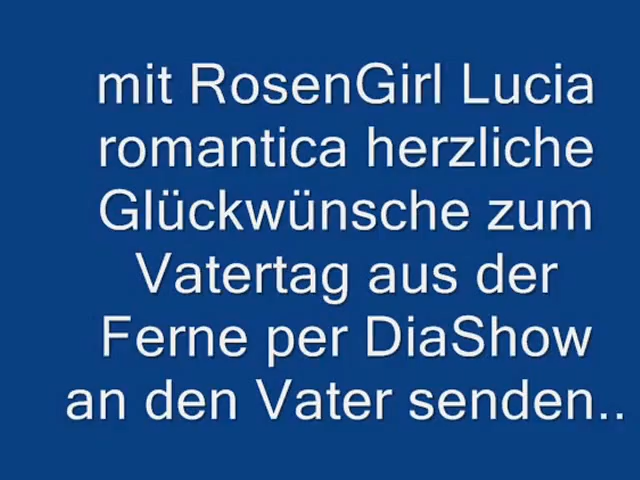 mit RosenGirl Lucia
romantica herzliche
Glückwünsche zum
Vatertag aus der
Ferne per DiaShow
an den Vater senden..